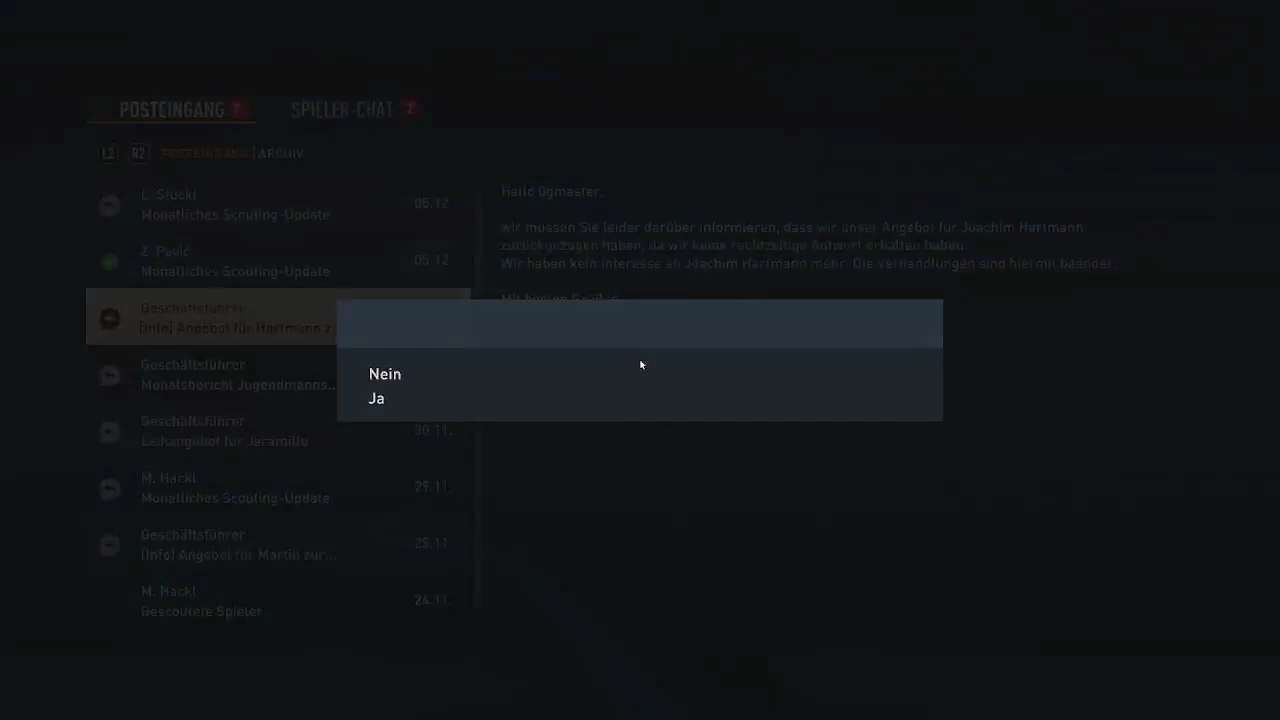 POSTEINGANG 7 SPIELER-CHAT 2
L2 R2 POSTEINGANG | ARCHIV
L. Stucki
Monatliches Scouting-Update 05.12.
Z. Pavic
Monatliches Scouting-Update 05.12.
Geschäftsführer
[Info] Angebot für Hartmann z...
Geschäftsführer
Monatsbericht Jugendmanns...
Geschäftsführer
Leihangebot für Jaramillo 30.11.
M. Hackl
Monatliches Scouting-Update 29.11.
Geschäftsführer
[Info] Angebot für Martin zur... 25.11.
M. Hackl
Gescoutete Spieler 24.11.
Hallo Ogmaster,
wir müssen Sie leider darüber informieren, dass wir unser Angebot für Joachim Hartmann
zurückgezogen haben, da wir keine rechtzeitige Antwort erhalten haben.
Wir haben kein Interesse an Joachim Hartmann mehr. Die Verhandlungen sind hiermit beendet.
Nein
Ja